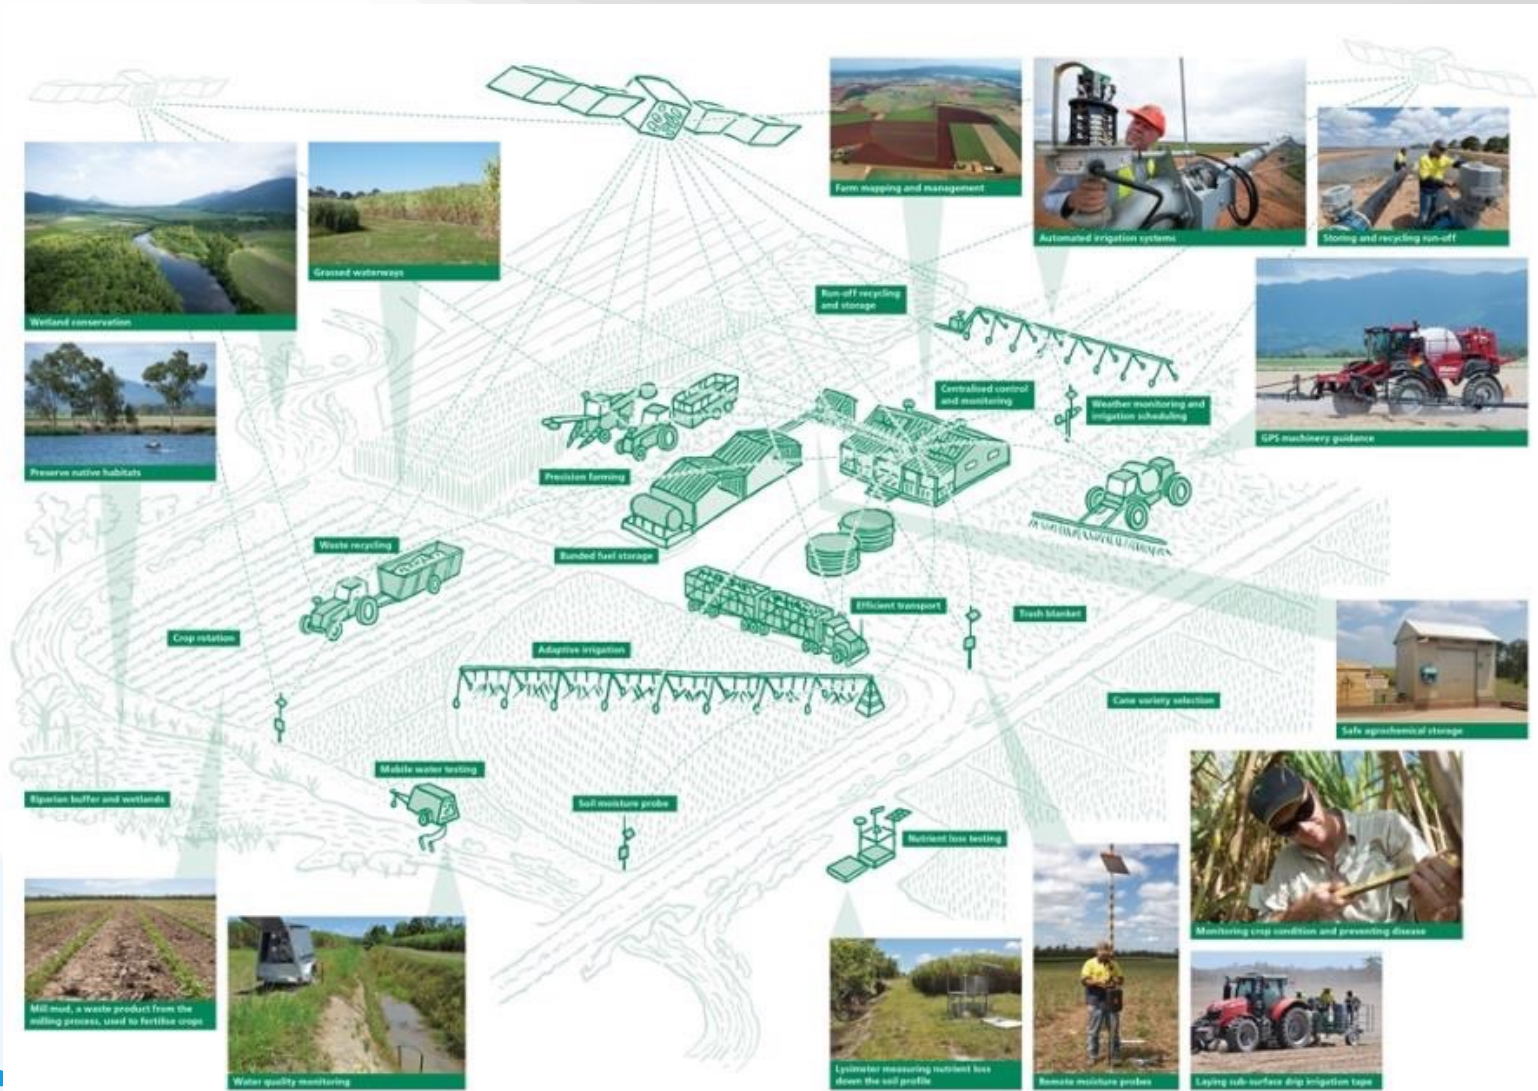 Farm mapping and management
Automated irrigation systems
Storing and recycling run-off
Grassed waterways
Wetland conservation
Run-off recycling
and storage
Centralised control
and monitoring
Weather monitoring and
irrigation scheduling
GPS machinery guidance
Preserve native habitats
Precision farming
Waste recycling
Bunded fuel storage
Efficient transport
Trash blanket
Crop rotation
Adaptive irrigation
Cane variety selection
Safe agrochemical storage
Mobile water testing
Riparian buffer and wetlands
Soil moisture probe
Nutrient loss testing
Monitoring crop condition and preventing disease
Mill mud, a waste product from the
milling process, used to fertilise crops
Water quality monitoring
Lysimeter measuring nutrient loss
down the soil profile
Remote moisture probes
Laying sub-surface drip irrigation tape